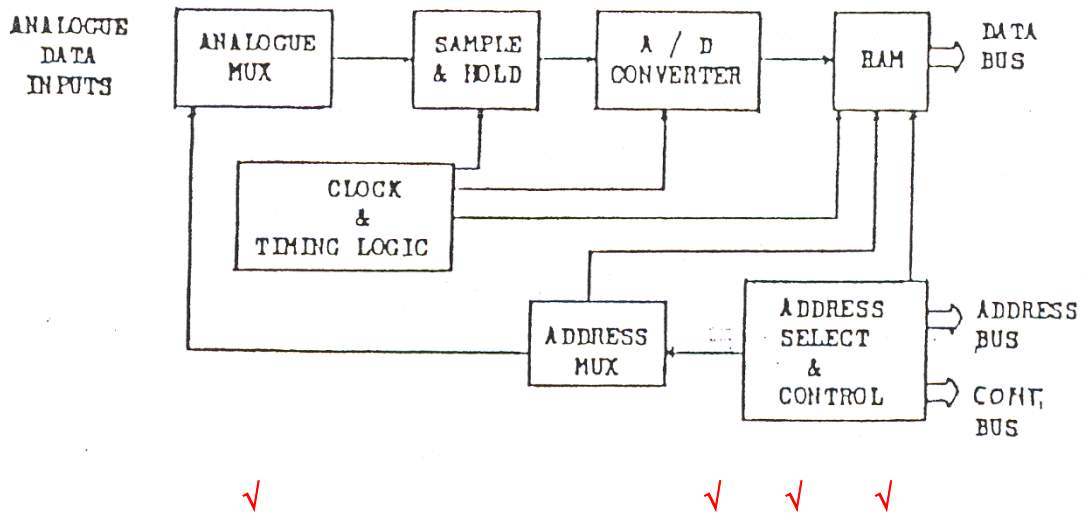 ANALOGUE
DATA
INPUTS
ANALOGUE
MUX
SAMPLE
& HOLD
A / D
CONVERTER
RAM
DATA
BUS
CLOCK
&
TIMING LOGIC
ADDRESS
MUX
ADDRESS
SELECT
&
CONTROL
ADDRESS
BUS
CONT.
BUS
√ √ √ √